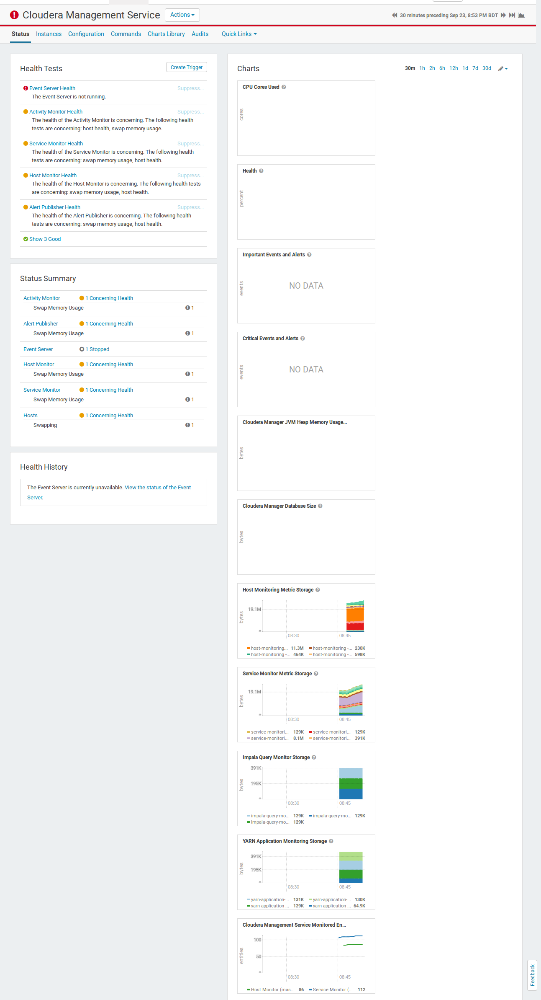 Cloudera Management Service
Actions
30 minutes preceding Sep 23, 8:53 PM BDT
Status Instances Configuration Commands Charts Library Audits Quick Links
Health Tests
Create Trigger
Event Server Health Suppress...
The Event Server is not running.
Activity Monitor Health Suppress...
The health of the Activity Monitor is concerning. The following health
tests are concerning: host health, swap memory usage.
Service Monitor Health Suppress...
The health of the Service Monitor is concerning. The following health
tests are concerning: swap memory usage, host health.
Host Monitor Health Suppress...
The health of the Host Monitor is concerning. The following health tests
are concerning: swap memory usage, host health.
Alert Publisher Health Suppress...
The health of the Alert Publisher is concerning. The following health
tests are concerning: swap memory usage, host health.
Show 3 Good
Status Summary
Activity Monitor 1 Concerning Health
Swap Memory Usage 1
Alert Publisher 1 Concerning Health
Swap Memory Usage 1
Event Server 1 Stopped
Host Monitor 1 Concerning Health
Swap Memory Usage 1
Service Monitor 1 Concerning Health
Swap Memory Usage 1
Hosts 1 Concerning Health
Swapping 1
Health History
The Event Server is currently unavailable. View the status of the Event
Server.
Charts
30m 1h 2h 6h 12h 1d 7d 30d
CPU Cores Used
cores
Health
percent
Important Events and Alerts
events
NO DATA
Critical Events and Alerts
events
NO DATA
Cloudera Manager JVM Heap Memory Usage...
bytes
Cloudera Manager Database Size
bytes
Host Monitoring Metric Storage
bytes
19.1M
0
08:30 08:45
host-monitoring... 11.3M host-monitoring -... 230K
host-monitoring -... 464K host-monitoring -... 598K
Service Monitor Metric Storage
bytes
19.1M
0
08:30 08:45
service-monitori... 129K service-monitori... 129K
service-monitori... 8.1M service-monitori... 391K
Impala Query Monitor Storage
bytes
391K
195K
0
08:30 08:45
impala-query-mo... 129K impala-query-mo... 129K
impala-query-mo... 129K
YARN Application Monitoring Storage
bytes
391K
195K
0
08:30 08:45
yarn-application-... 131K yarn-application-... 130K
yarn-application-... 129K yarn-application-... 64.9K
Cloudera Management Service Monitored En...
entities
100
50
0
08:30 08:45
Host Monitor (mas... 86 Service Monitor (... 112
Feedback